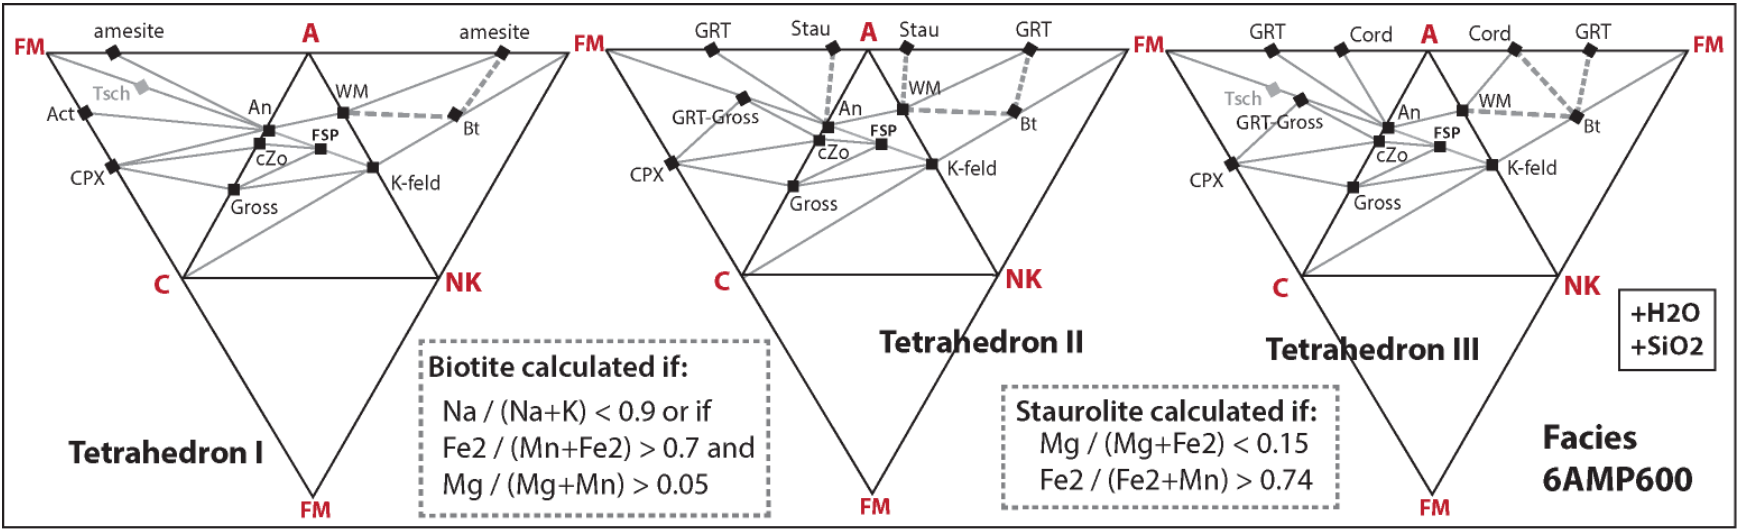 amesite
A
amesite
FM
Tsch
Act
An
WM
FSP
Bt
cZo
CPX
K-feld
Gross
C
NK
FM
Tetrahedron I
Biotite calculated if:
Na / (Na+K) < 0.9 or if
Fe2 / (Mn+Fe2) > 0.7 and
Mg / (Mg+Mn) > 0.05
GRT
Stau
A
Stau
GRT
FM
WM
An
GRT-Gross
FSP
Bt
cZo
CPX
K-feld
Gross
C
NK
FM
Tetrahedron II
Staurolite calculated if:
Mg / (Mg+Fe2) < 0.15
Fe2 / (Fe2+Mn) > 0.74
GRT
Cord
A
Cord
GRT
FM
FM
Tsch
WM
An
GRT-Gross
FSP
Bt
cZo
CPX
K-feld
Gross
C
NK
FM
Tetrahedron III
+H2O
+SiO2
Facies
6AMP600